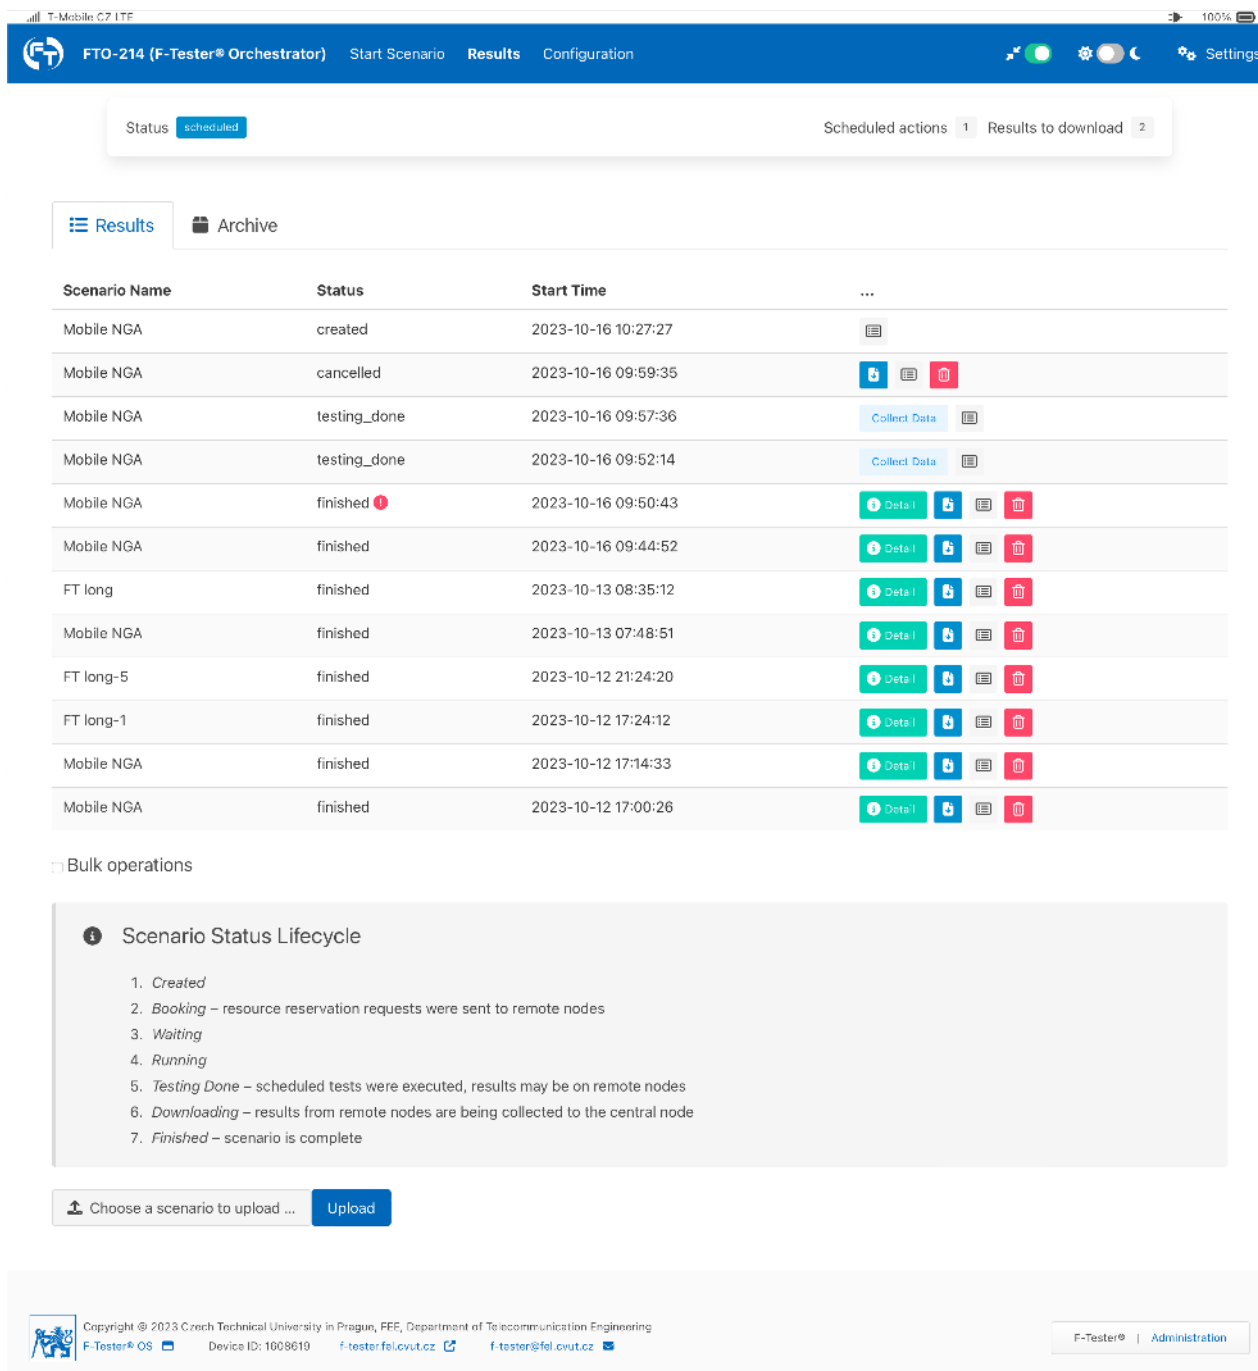 T-Mobile CZ LTE 100%
FTO-214 (F-Tester® Orchestrator) Start Scenario Results Configuration Settings
Status scheduled Scheduled actions 1 Results to download 2
Results Archive
Scenario Name Status Start Time ...
Mobile NGA created 2023-10-16 10:27:27
Mobile NGA cancelled 2023-10-16 09:59:35
Mobile NGA testing_done 2023-10-16 09:57:36 Collect Data
Mobile NGA testing_done 2023-10-16 09:52:14 Collect Data
Mobile NGA finished 2023-10-16 09:50:43 Detail
Mobile NGA finished 2023-10-16 09:44:52 Detail
FT long finished 2023-10-13 08:35:12 Detail
Mobile NGA finished 2023-10-13 07:48:51 Detail
FT long-5 finished 2023-10-12 21:24:20 Detail
FT long-1 finished 2023-10-12 17:24:12 Detail
Mobile NGA finished 2023-10-12 17:14:33 Detail
Mobile NGA finished 2023-10-12 17:00:26 Detail
Bulk operations
Scenario Status Lifecycle
1. Created
2. Booking – resource reservation requests were sent to remote nodes
3. Waiting
4. Running
5. Testing Done – scheduled tests were executed, results may be on remote nodes
6. Downloading – results from remote nodes are being collected to the central node
7. Finished – scenario is complete
Choose a scenario to upload ... Upload
Copyright © 2023 Czech Technical University in Prague, FEE, Department of Telecommunication Engineering
F-Tester® OS Device ID: 1608619 f-tester.fel.cvut.cz f-tester@fel.cvut.cz F-Tester® | Administration